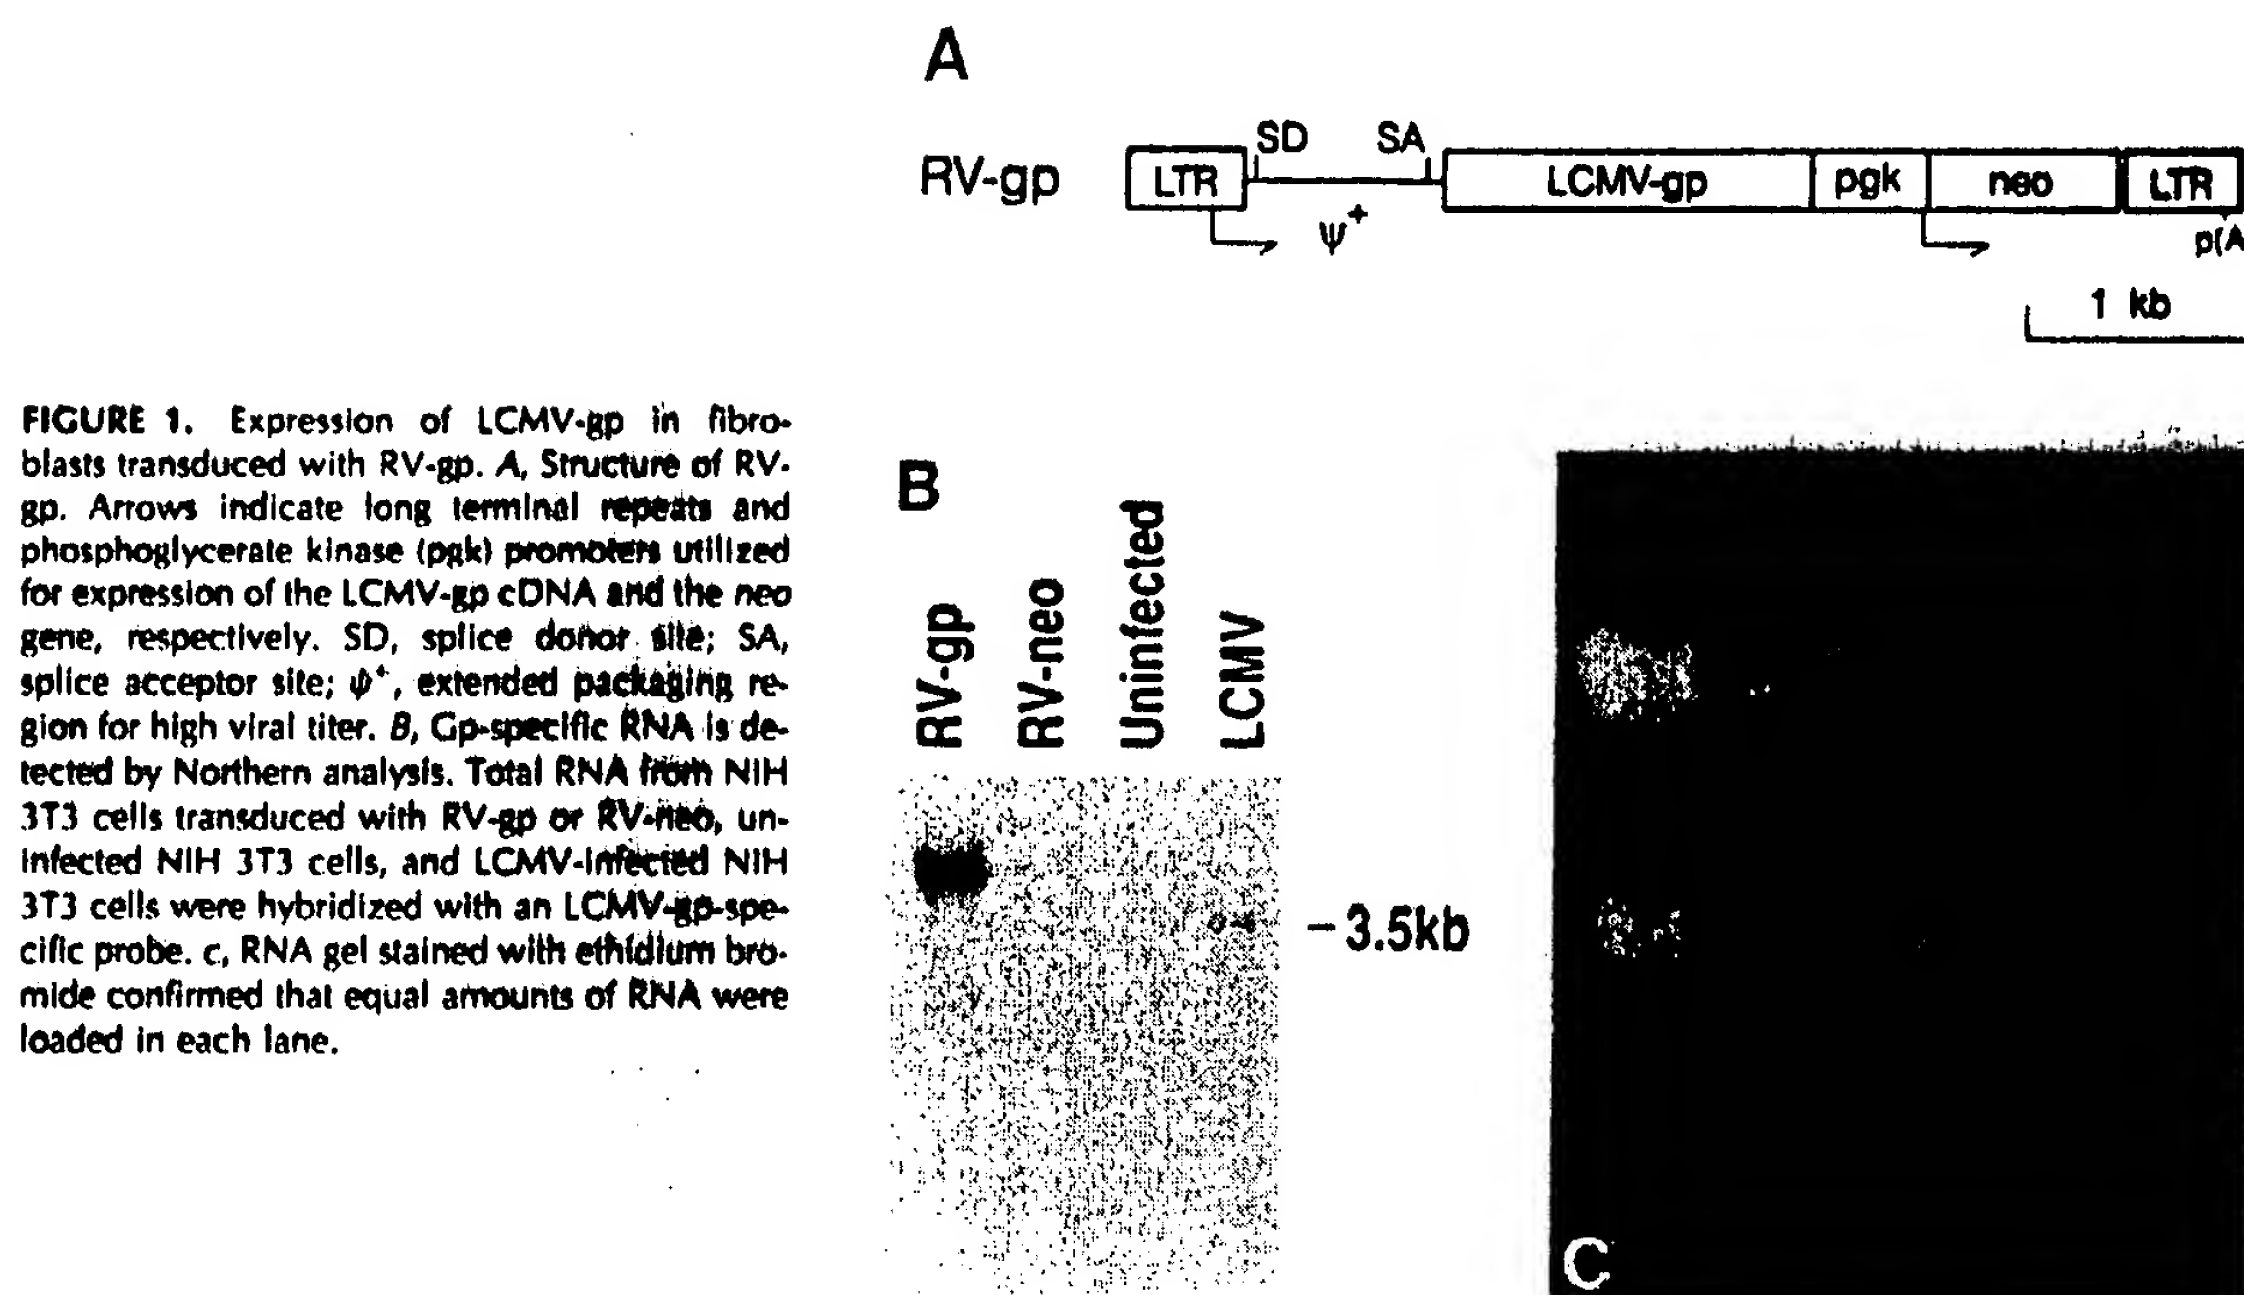 A
SD SA
RV-gp LTR LCMV-gp pgk neo LTR
ψ+ p(A
1 kb
FIGURE 1. Expression of LCMV-gp in fibro-
blasts transduced with RV-gp. A, Structure of RV-
gp. Arrows indicate long terminal repeats and
phosphoglycerate kinase (pgk) promoters utilized
for expression of the LCMV-gp cDNA and the neo
gene, respectively. SD, splice donor site; SA,
splice acceptor site; ψ+, extended packaging re-
gion for high viral titer. B, Gp-specific RNA is de-
tected by Northern analysis. Total RNA from NIH
3T3 cells transduced with RV-gp or RV-neo, un-
infected NIH 3T3 cells, and LCMV-infected NIH
3T3 cells were hybridized with an LCMV-gp-spe-
cific probe. c, RNA gel stained with ethidium bro-
mide confirmed that equal amounts of RNA were
loaded in each lane.
B
RV-gp
RV-neo
Uninfected
LCMV
-3.5kb
C